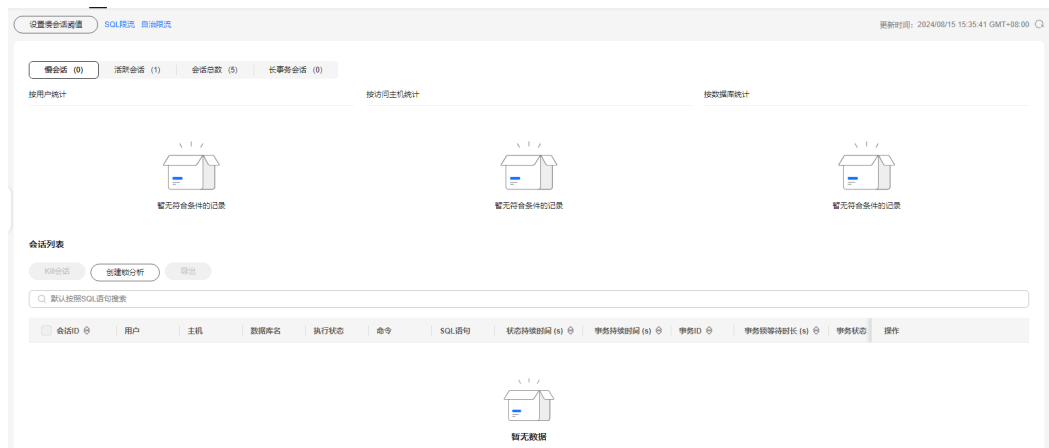 设置慢会话阈值 SQL限流 自治限流 更新时间：2024/08/15 15:35:41 GMT+08:00
慢会话 (0) 活跃会话 (1) 会话总数 (5) 长事务会话 (0)
按用户统计 按访问主机统计 按数据库统计
暂无符合条件的记录 暂无符合条件的记录 暂无符合条件的记录
会话列表
Kill会话 创建锁分析 导出
默认按照SQL语句搜索
会话ID 用户 主机 数据库名 执行状态 命令 SQL语句 状态持续时间 (s) 事务持续时间 (s) 事务ID 事务锁等待时长 (s) 事务状态 操作
暂无数据